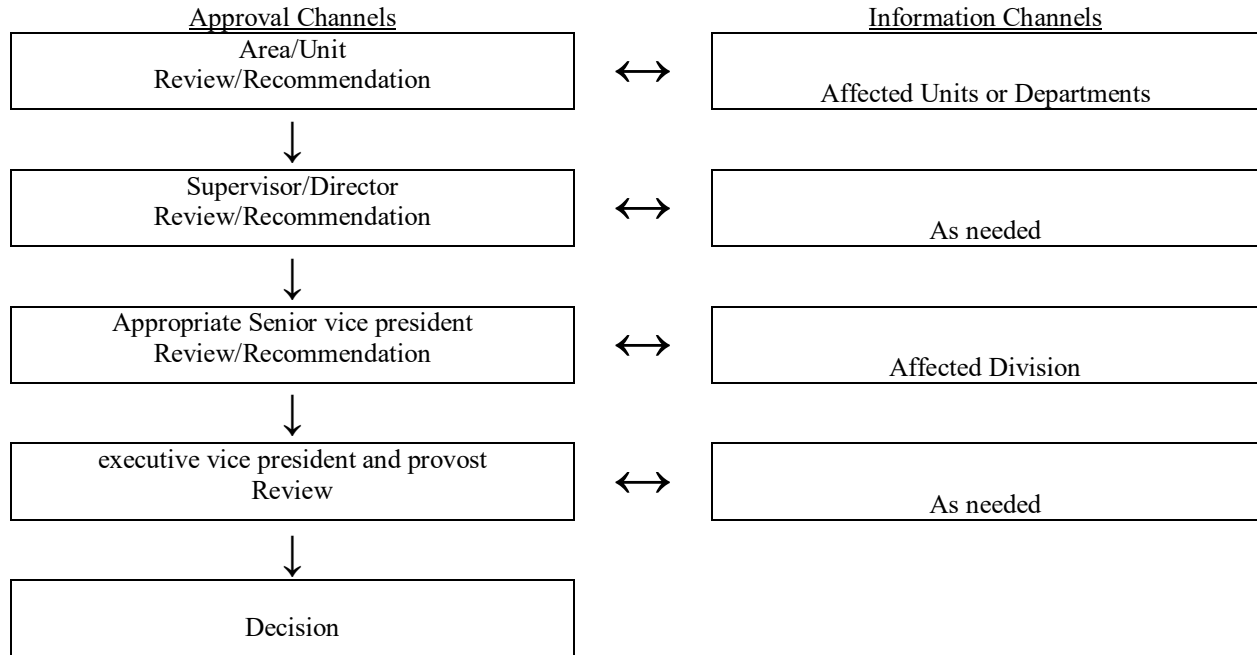 Approval Channels
Information Channels
Area/Unit
Review/Recommendation
Affected Units or Departments
Supervisor/Director
Review/Recommendation
As needed
Appropriate Senior vice president
Review/Recommendation
Affected Division
executive vice president and provost
Review
As needed
Decision